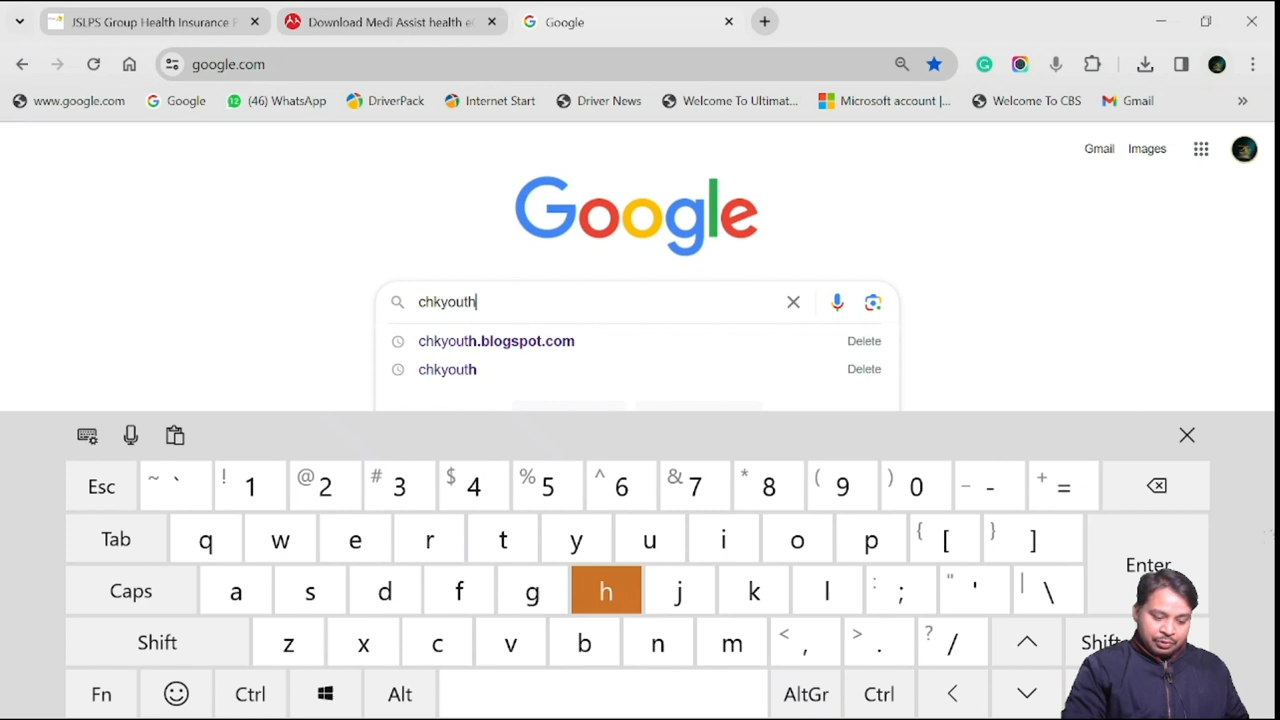 JSLPS Group Health Insurance P
Download Medi Assist health e
Google
google.com
www.google.com
Google
(46) WhatsApp
DriverPack
Internet Start
Driver News
Welcome To Ultimat...
Microsoft account |...
Welcome To CBS
Gmail
»
Gmail
Images
Google
chkyouth
chkyouth.blogspot.com
Delete
chkyouth
Delete
Esc ~ ` ! 1 @ 2 # 3 $ 4 % 5 ^ 6 & 7 * 8 ( 9 ) 0 _ - + =
Tab q w e r t y u i o p { [ } ]
Enter
Caps a s d f g h j k l : ; " ' | \
Shift z x c v b n m < , > . ? / Shift
Fn Ctrl Alt AltGr Ctrl